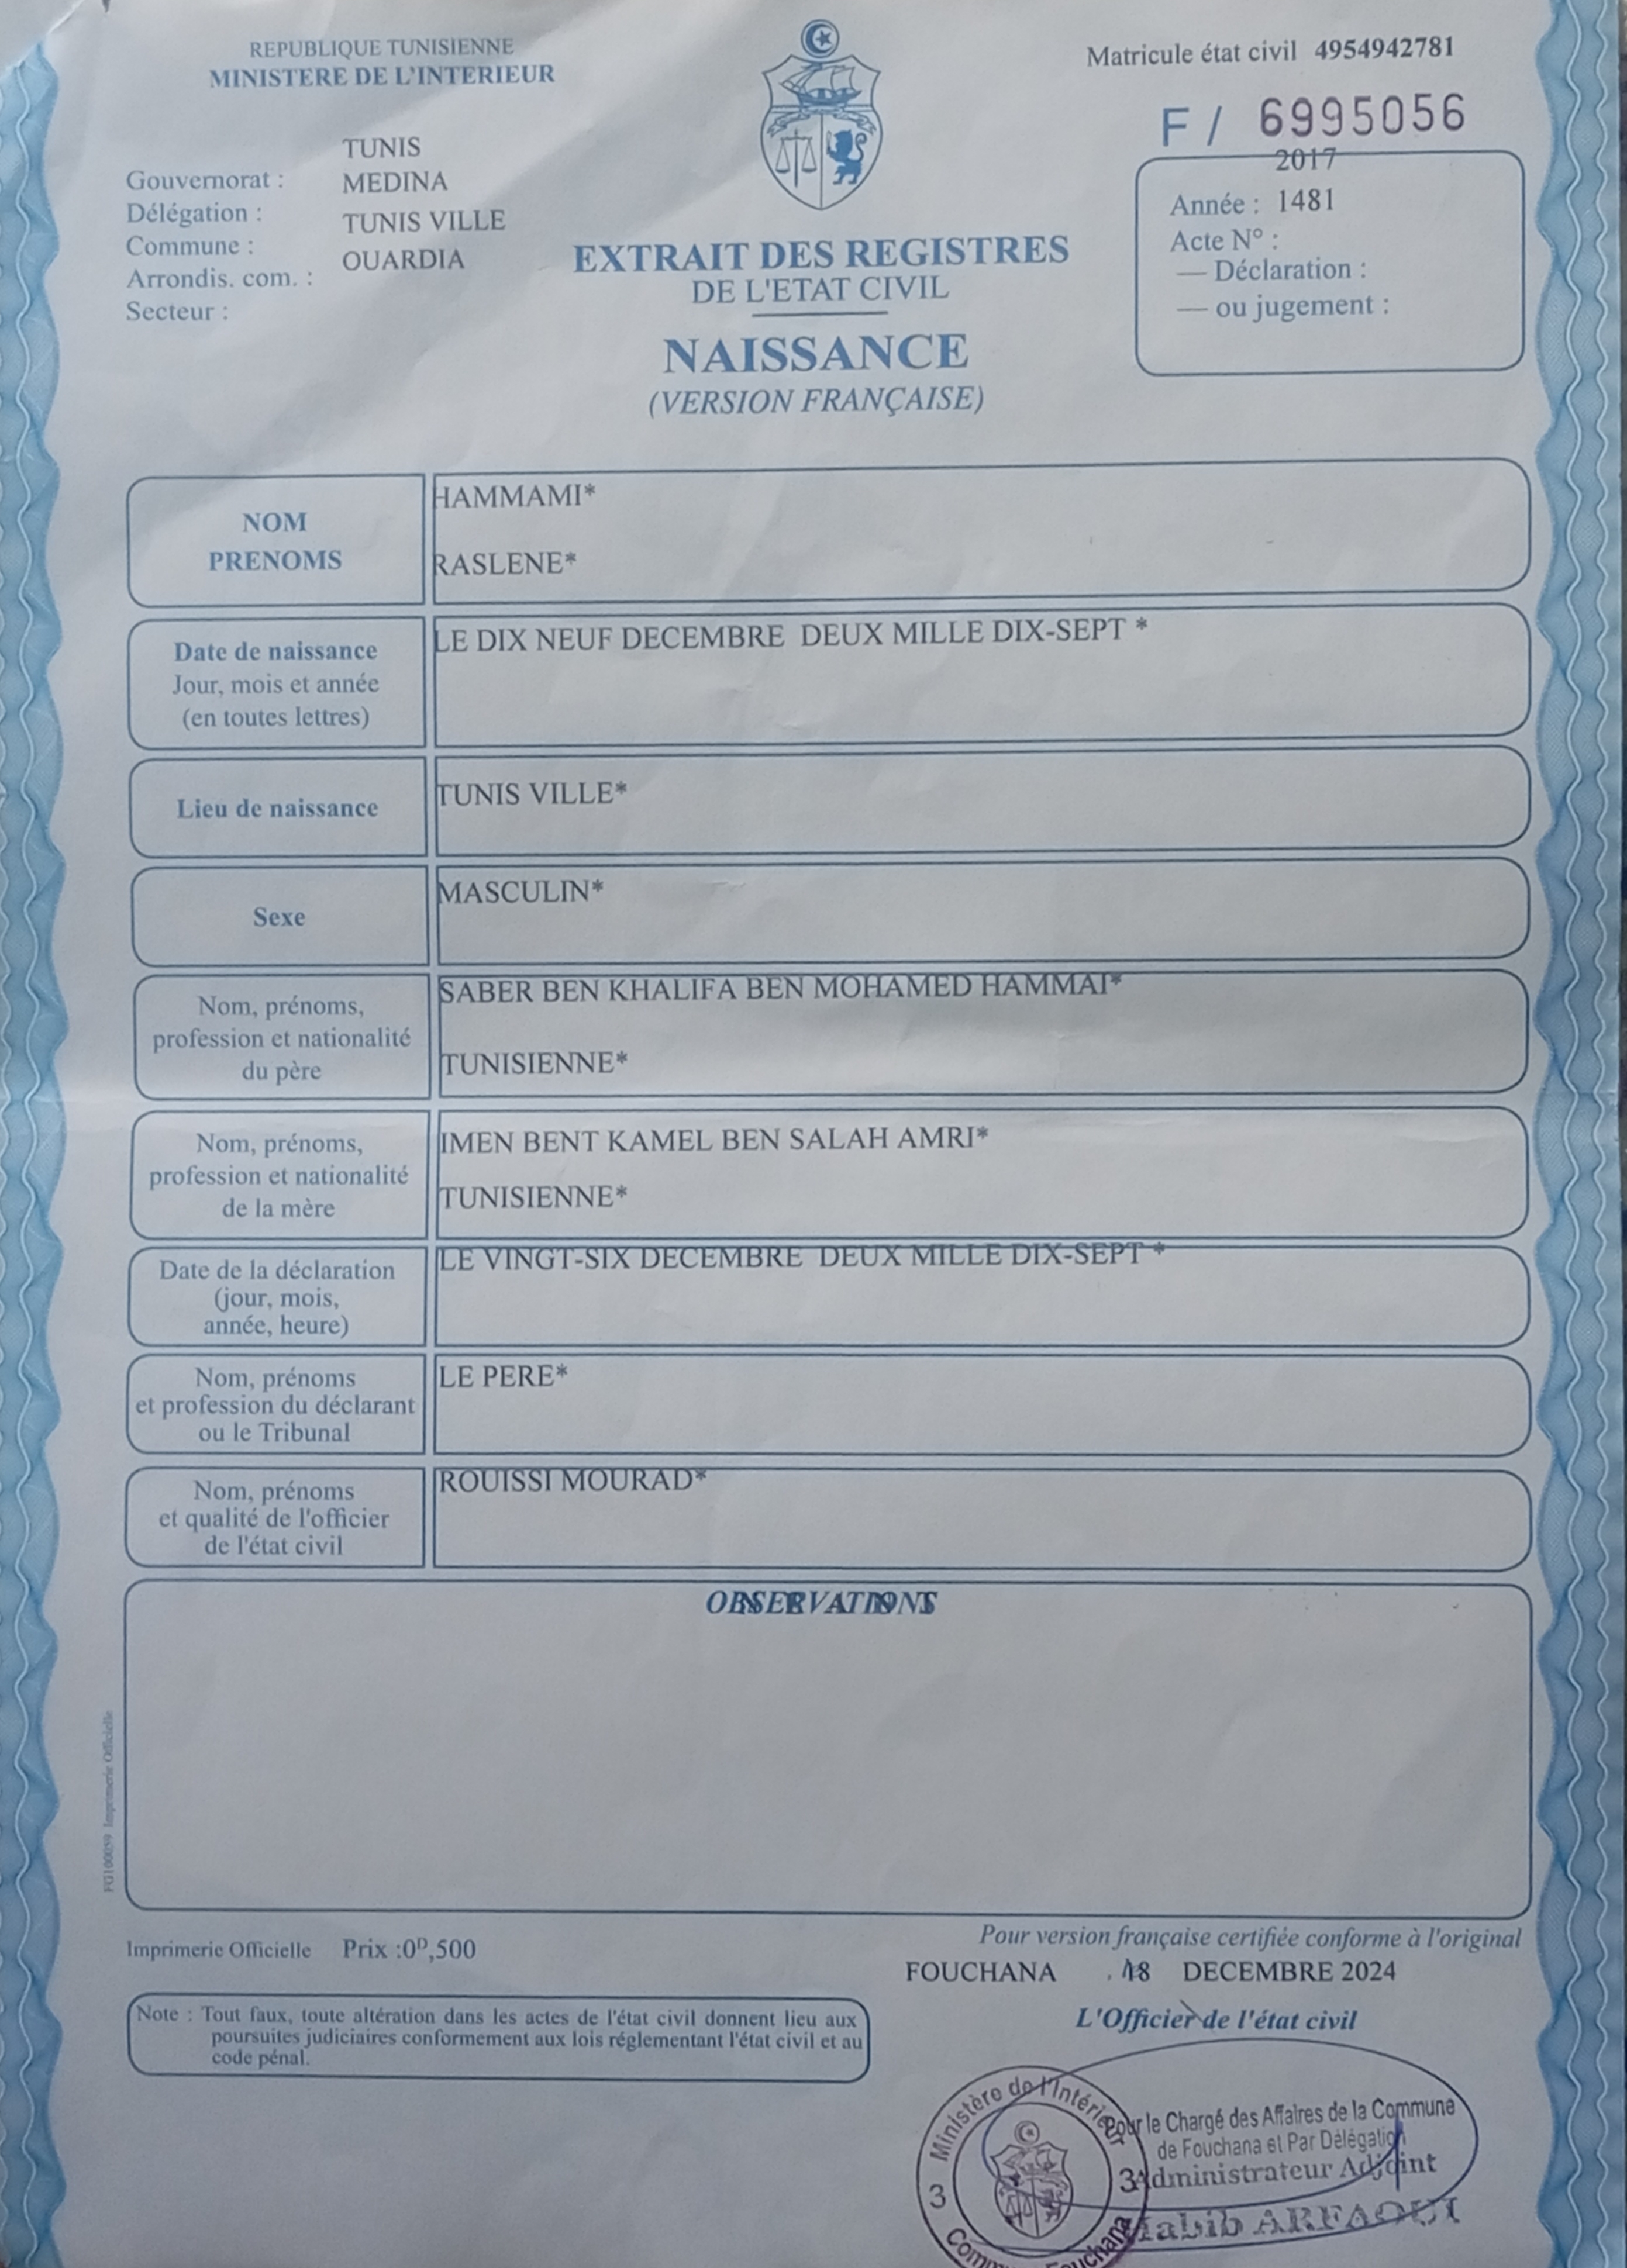 REPUBLIQUE TUNISIENNE
MINISTERE DE L'INTERIEUR
Matricule état civil 4954942781
F / 6995056
TUNIS
Gouvernorat :
MEDINA
Délégation :
TUNIS VILLE
Commune :
OUARDIA
Arrondis. com. :
Secteur :
2017
Année : 1481
Acte N° :
— Déclaration :
— ou jugement :
EXTRAIT DES REGISTRES
DE L'ETAT CIVIL
NAISSANCE
(VERSION FRANÇAISE)
NOM
PRENOMS
HAMMAMI*
RASLENE*
Date de naissance
Jour, mois et année
(en toutes lettres)
LE DIX NEUF DECEMBRE DEUX MILLE DIX-SEPT *
Lieu de naissance
TUNIS VILLE*
Sexe
MASCULIN*
Nom, prénoms,
profession et nationalité
du père
SABER BEN KHALIFA BEN MOHAMED HAMMAI*
TUNISIENNE*
Nom, prénoms,
profession et nationalité
de la mère
IMEN BENT KAMEL BEN SALAH AMRI*
TUNISIENNE*
Date de la déclaration
(jour, mois,
année, heure)
LE VINGT-SIX DECEMBRE DEUX MILLE DIX-SEPT *
Nom, prénoms
et profession du déclarant
ou le Tribunal
LE PERE*
Nom, prénoms
et qualité de l'officier
de l'état civil
ROUISSI MOURAD*
OBSERVATIONS
FG100059 Imprimerie Officielle
Imprimerie Officielle Prix :0ᴰ,500
Pour version française certifiée conforme à l'original
FOUCHANA 18 DECEMBRE 2024
L'Officier de l'état civil
Note : Tout faux, toute altération dans les actes de l'état civil donnent lieu aux
poursuites judiciaires conformement aux lois réglementant l'état civil et au
code pénal.
Ministère de l'Intérieur
3 3
Fouchana
Pour le Chargé des Affaires de la Commune
de Fouchana et Par Délégation
Administrateur Adjoint
Habib ARFAOUI